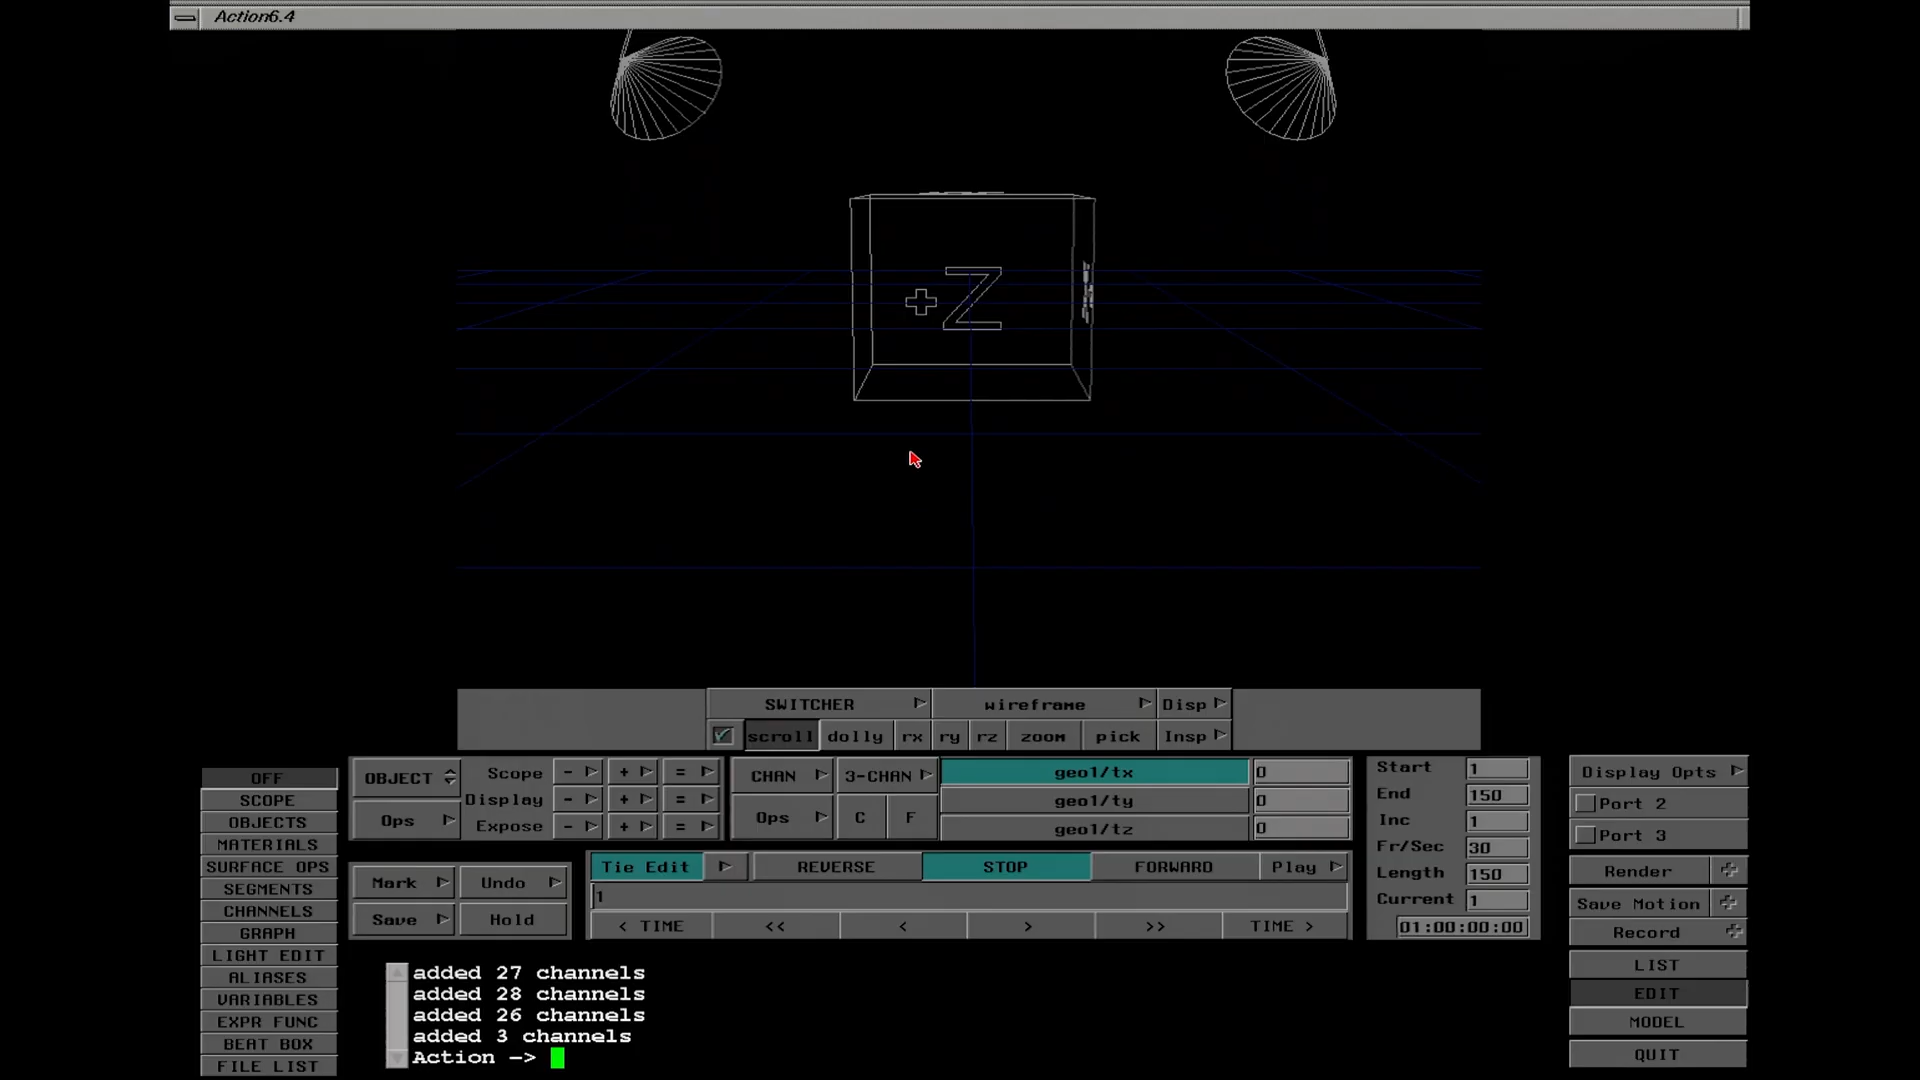 Action6.4
+Z
SWITCHER wireframe Disp
scroll dolly rx ry rz zoom pick Insp
OFF
SCOPE
OBJECTS
MATERIALS
SURFACE OPS
SEGMENTS
CHANNELS
GRAPH
LIGHT EDIT
ALIASES
VARIABLES
EXPR FUNC
BEAT BOX
FILE LIST
OBJECT
Ops
Scope - + =
Display - + =
Expose - + =
CHAN 3-CHAN
Ops C F
geo1/tx 0
geo1/ty 0
geo1/tz 0
Mark Undo
Save Hold
Tie Edit REVERSE STOP FORWARD Play
1
< TIME << < > >> TIME >
Start 1
End 150
Inc 1
Fr/Sec 30
Length 150
Current 1
01:00:00:00
Display Opts
Port 2
Port 3
Render
Save Motion
Record
LIST
EDIT
MODEL
QUIT
added 27 channels
added 28 channels
added 26 channels
added 3 channels
Action ->